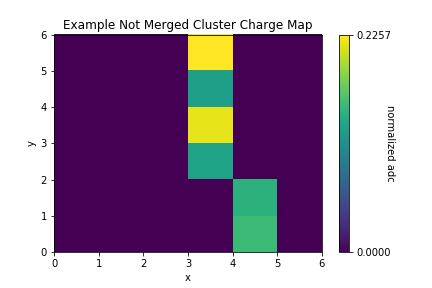 Example Not Merged Cluster Charge Map
6
5
4
3
2
1
0
y
0 1 2 3 4 5 6
x
0.2257
0.0000
normalized adc